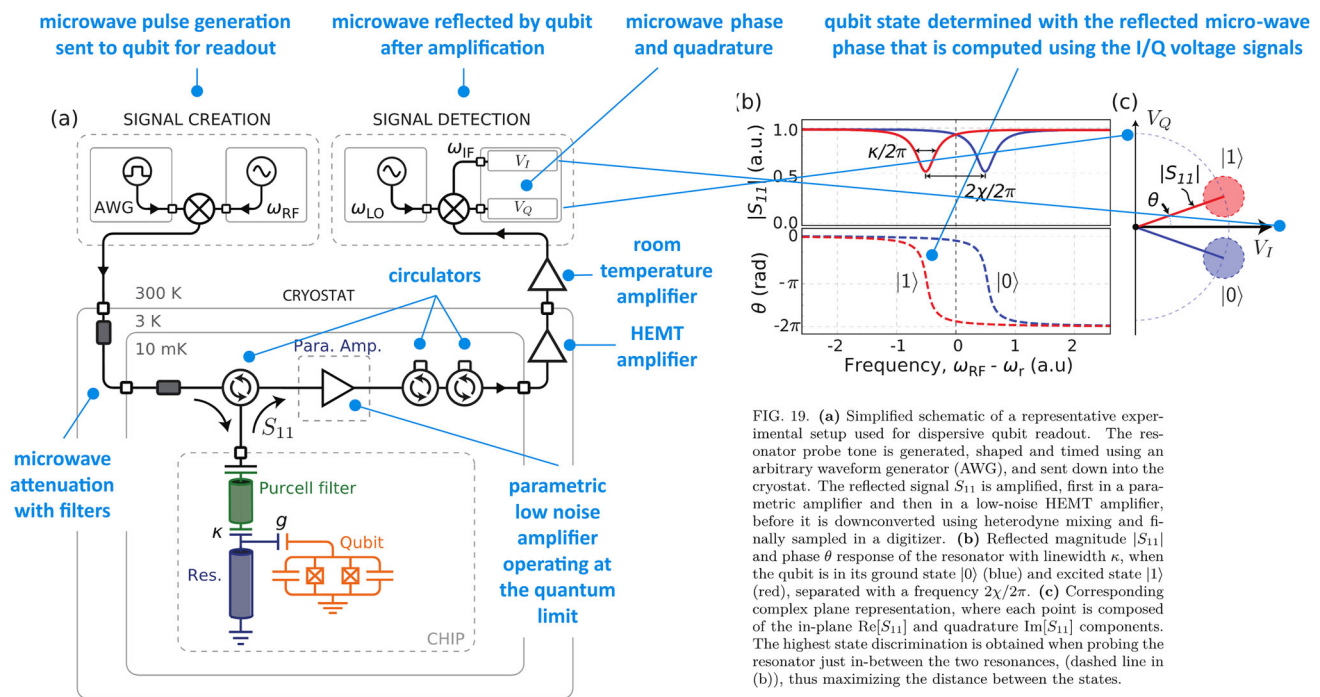 microwave pulse generation
sent to qubit for readout
microwave reflected by qubit
after amplification
microwave phase
and quadrature
qubit state determined with the reflected micro-wave
phase that is computed using the I/Q voltage signals
(a)
SIGNAL CREATION
AWG
ω_RF
SIGNAL DETECTION
ω_IF
V_I
V_Q
ω_LO
300 K
CRYOSTAT
3 K
10 mK
circulators
room
temperature
amplifier
HEMT
amplifier
Para. Amp.
S₁₁
microwave
attenuation
with filters
Purcell filter
κ
g
Qubit
Res.
CHIP
parametric
low noise
amplifier
operating at
the quantum
limit
(b)
|S₁₁| (a.u.)
1.0
0.5
0.0
κ/2π
2χ/2π
θ (rad)
0
-π
-2π
|1⟩
|0⟩
-2
-1
0
1
2
Frequency, ω_RF - ω_r (a.u)
(c)
V_Q
|1⟩
|S₁₁|
θ
V_I
|0⟩
FIG. 19. (a) Simplified schematic of a representative exper-
imental setup used for dispersive qubit readout. The res-
onator probe tone is generated, shaped and timed using an
arbitrary waveform generator (AWG), and sent down into the
cryostat. The reflected signal S₁₁ is amplified, first in a para-
metric amplifier and then in a low-noise HEMT amplifier,
before it is downconverted using heterodyne mixing and fi-
nally sampled in a digitizer. (b) Reflected magnitude |S₁₁|
and phase θ response of the resonator with linewidth κ, when
the qubit is in its ground state |0⟩ (blue) and excited state |1⟩
(red), separated with a frequency 2χ/2π. (c) Corresponding
complex plane representation, where each point is composed
of the in-plane Re[S₁₁] and quadrature Im[S₁₁] components.
The highest state discrimination is obtained when probing the
resonator just in-between the two resonances, (dashed line in
(b)), thus maximizing the distance between the states.